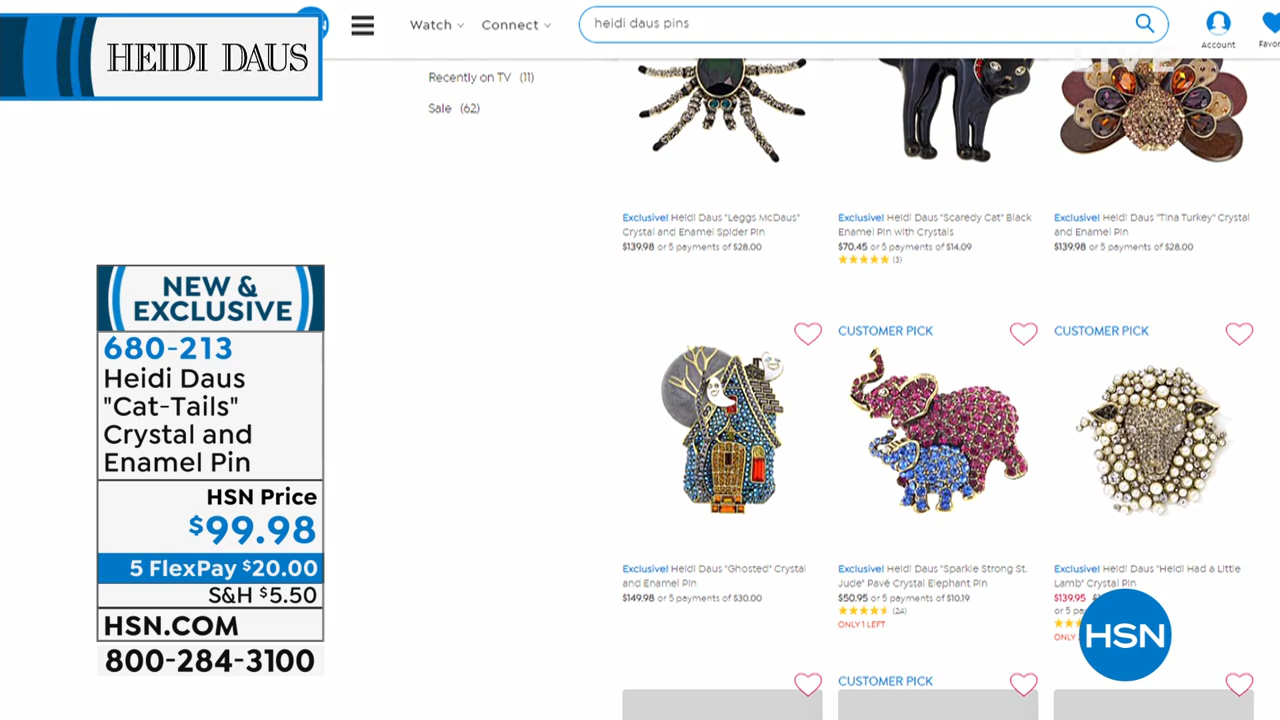 HEIDI DAUS
Watch
Connect
heidi daus pins
Account
LIVE
Recently on TV (11)
Sale (62)
Exclusive! Heidi Daus "Leggs McDaus"
Crystal and Enamel Spider Pin
$139.98 or 5 payments of $28.00
Exclusive! Heidi Daus "Scaredy Cat" Black
Enamel Pin with Crystals
$70.45 or 5 payments of $14.09
(3)
Exclusive! Heidi Daus "Tina Turkey" Crystal
and Enamel Pin
$139.98 or 5 payments of $28.00
NEW &
EXCLUSIVE
680-213
Heidi Daus
"Cat-Tails"
Crystal and
Enamel Pin
HSN Price
$99.98
5 FlexPay $20.00
S&H $5.50
HSN.COM
800-284-3100
CUSTOMER PICK
CUSTOMER PICK
Exclusive! Heidi Daus "Ghosted" Crystal
and Enamel Pin
$149.98 or 5 payments of $30.00
Exclusive! Heidi Daus "Sparkle Strong St.
Jude" Pavé Crystal Elephant Pin
$50.95 or 5 payments of $10.19
(24)
ONLY 1 LEFT
Exclusive! Heidi Daus "Heidi Had a Little
Lamb" Crystal Pin
$139.95
or 5
ONLY
HSN
CUSTOMER PICK